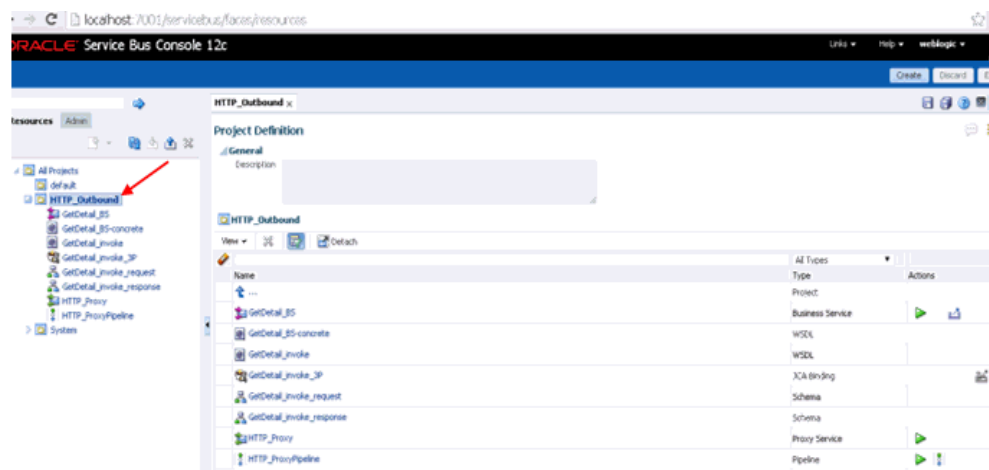 localhost:7001/servicebus/faces/resources
ORACLE Service Bus Console 12c
Links Help weblogic
Create Discard E
HTTP_Outbound x
Resources Admin
Project Definition
General
Description
All Projects
default
HTTP_Outbound
GetDetail_BS
GetDetail_BS-concrete
GetDetail_invoke
GetDetail_invoke_3P
GetDetail_invoke_request
GetDetail_invoke_response
HTTP_Proxy
HTTP_ProxyPipeline
System
HTTP_Outbound
View Detach
All Types
Name Type Actions
... Project
GetDetail_BS Business Service
GetDetail_BS-concrete WSDL
GetDetail_invoke WSDL
GetDetail_invoke_3P JCA Binding
GetDetail_invoke_request Schema
GetDetail_invoke_response Schema
HTTP_Proxy Proxy Service
HTTP_ProxyPipeline Pipeline